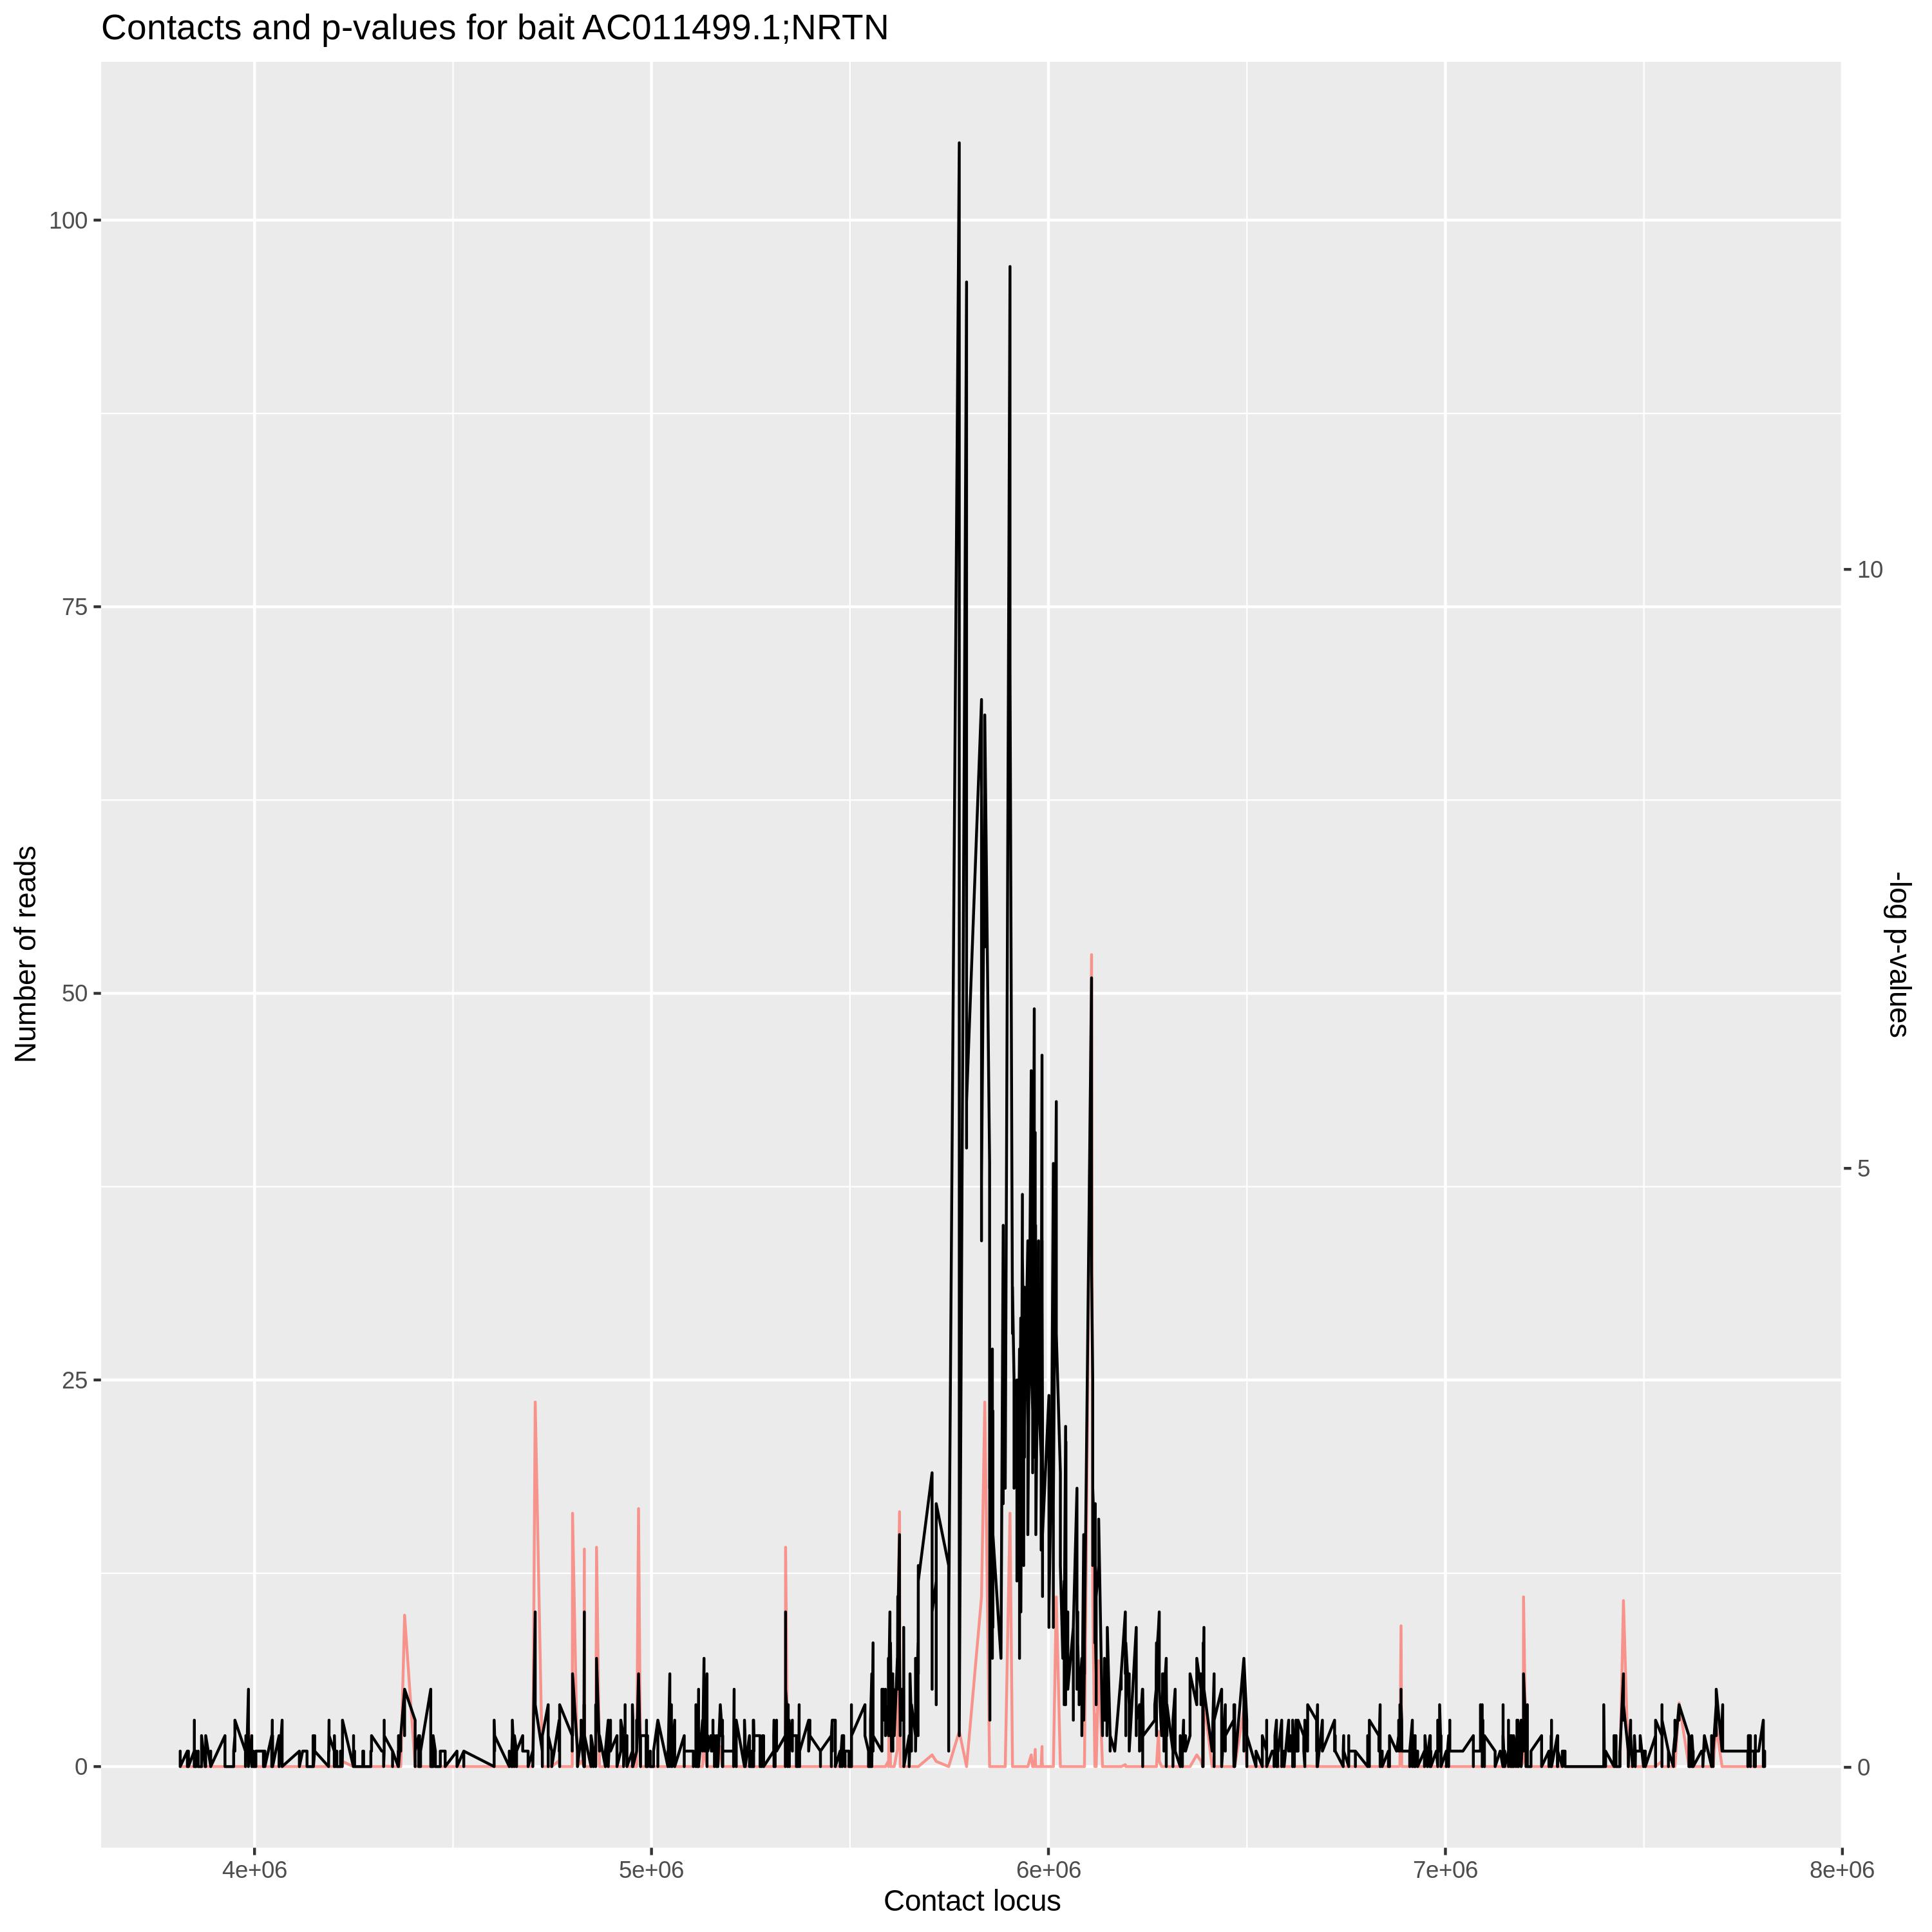 Contacts and p-values for bait AC011499.1;NRTN
100
75
50
25
0
Number of reads
10
5
0
-log p-values
4e+06
5e+06
6e+06
7e+06
8e+06
Contact locus